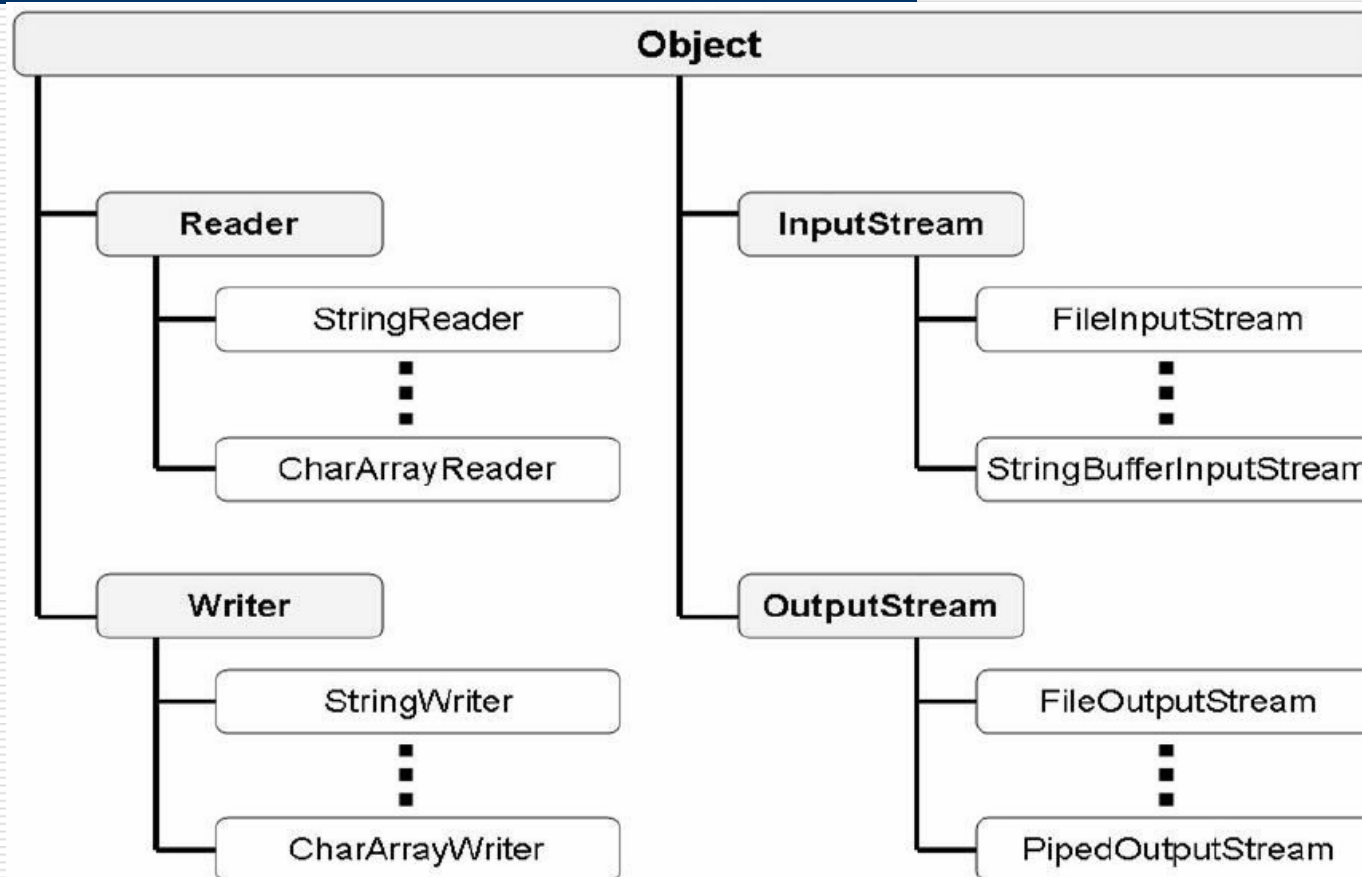 Object
Reader
StringReader
CharArrayReader
Writer
StringWriter
CharArrayWriter
InputStream
FileInputStream
StringBufferInputStream
OutputStream
FileOutputStream
PipedOutputStream